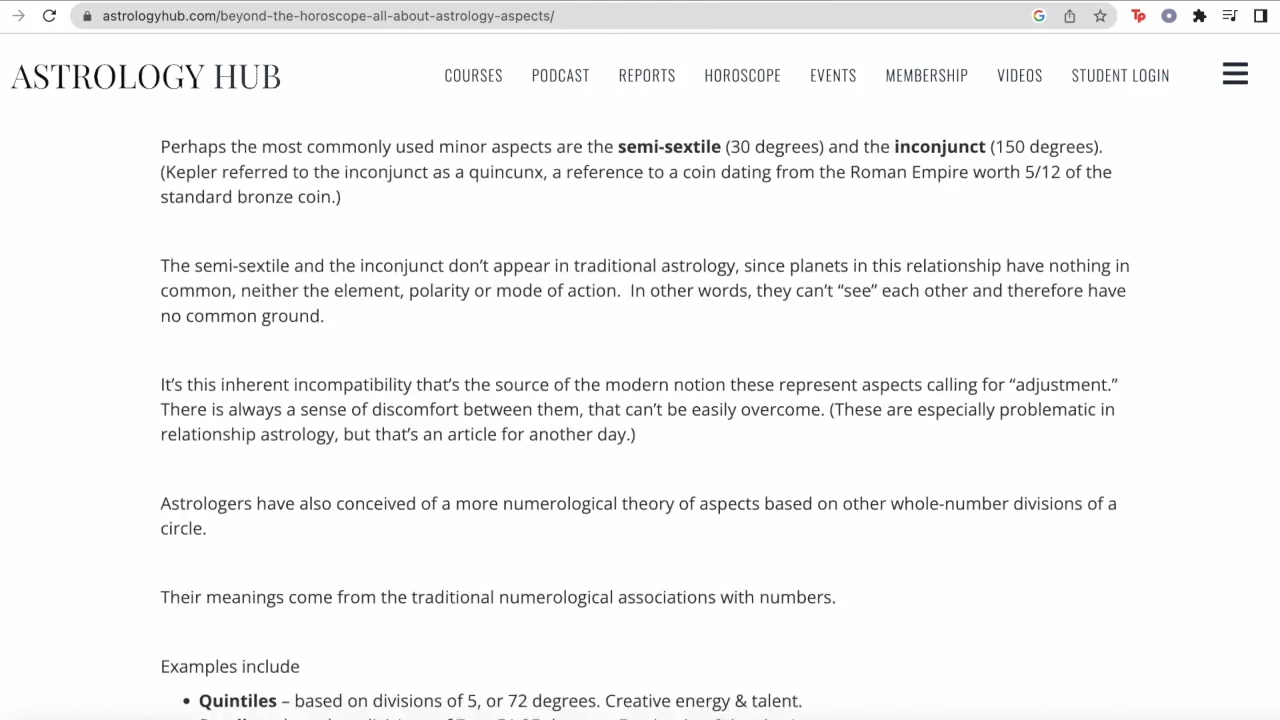 astrologyhub.com/beyond-the-horoscope-all-about-astrology-aspects/
Tp
ASTROLOGY HUB
COURSES PODCAST REPORTS HOROSCOPE EVENTS MEMBERSHIP VIDEOS STUDENT LOGIN
Perhaps the most commonly used minor aspects are the semi-sextile (30 degrees) and the inconjunct (150 degrees).
(Kepler referred to the inconjunct as a quincunx, a reference to a coin dating from the Roman Empire worth 5/12 of the
standard bronze coin.)
The semi-sextile and the inconjunct don’t appear in traditional astrology, since planets in this relationship have nothing in
common, neither the element, polarity or mode of action.  In other words, they can’t “see” each other and therefore have
no common ground.
It’s this inherent incompatibility that’s the source of the modern notion these represent aspects calling for “adjustment.”
There is always a sense of discomfort between them, that can’t be easily overcome. (These are especially problematic in
relationship astrology, but that’s an article for another day.)
Astrologers have also conceived of a more numerological theory of aspects based on other whole-number divisions of a
circle.
Their meanings come from the traditional numerological associations with numbers.
Examples include
• Quintiles – based on divisions of 5, or 72 degrees. Creative energy & talent.